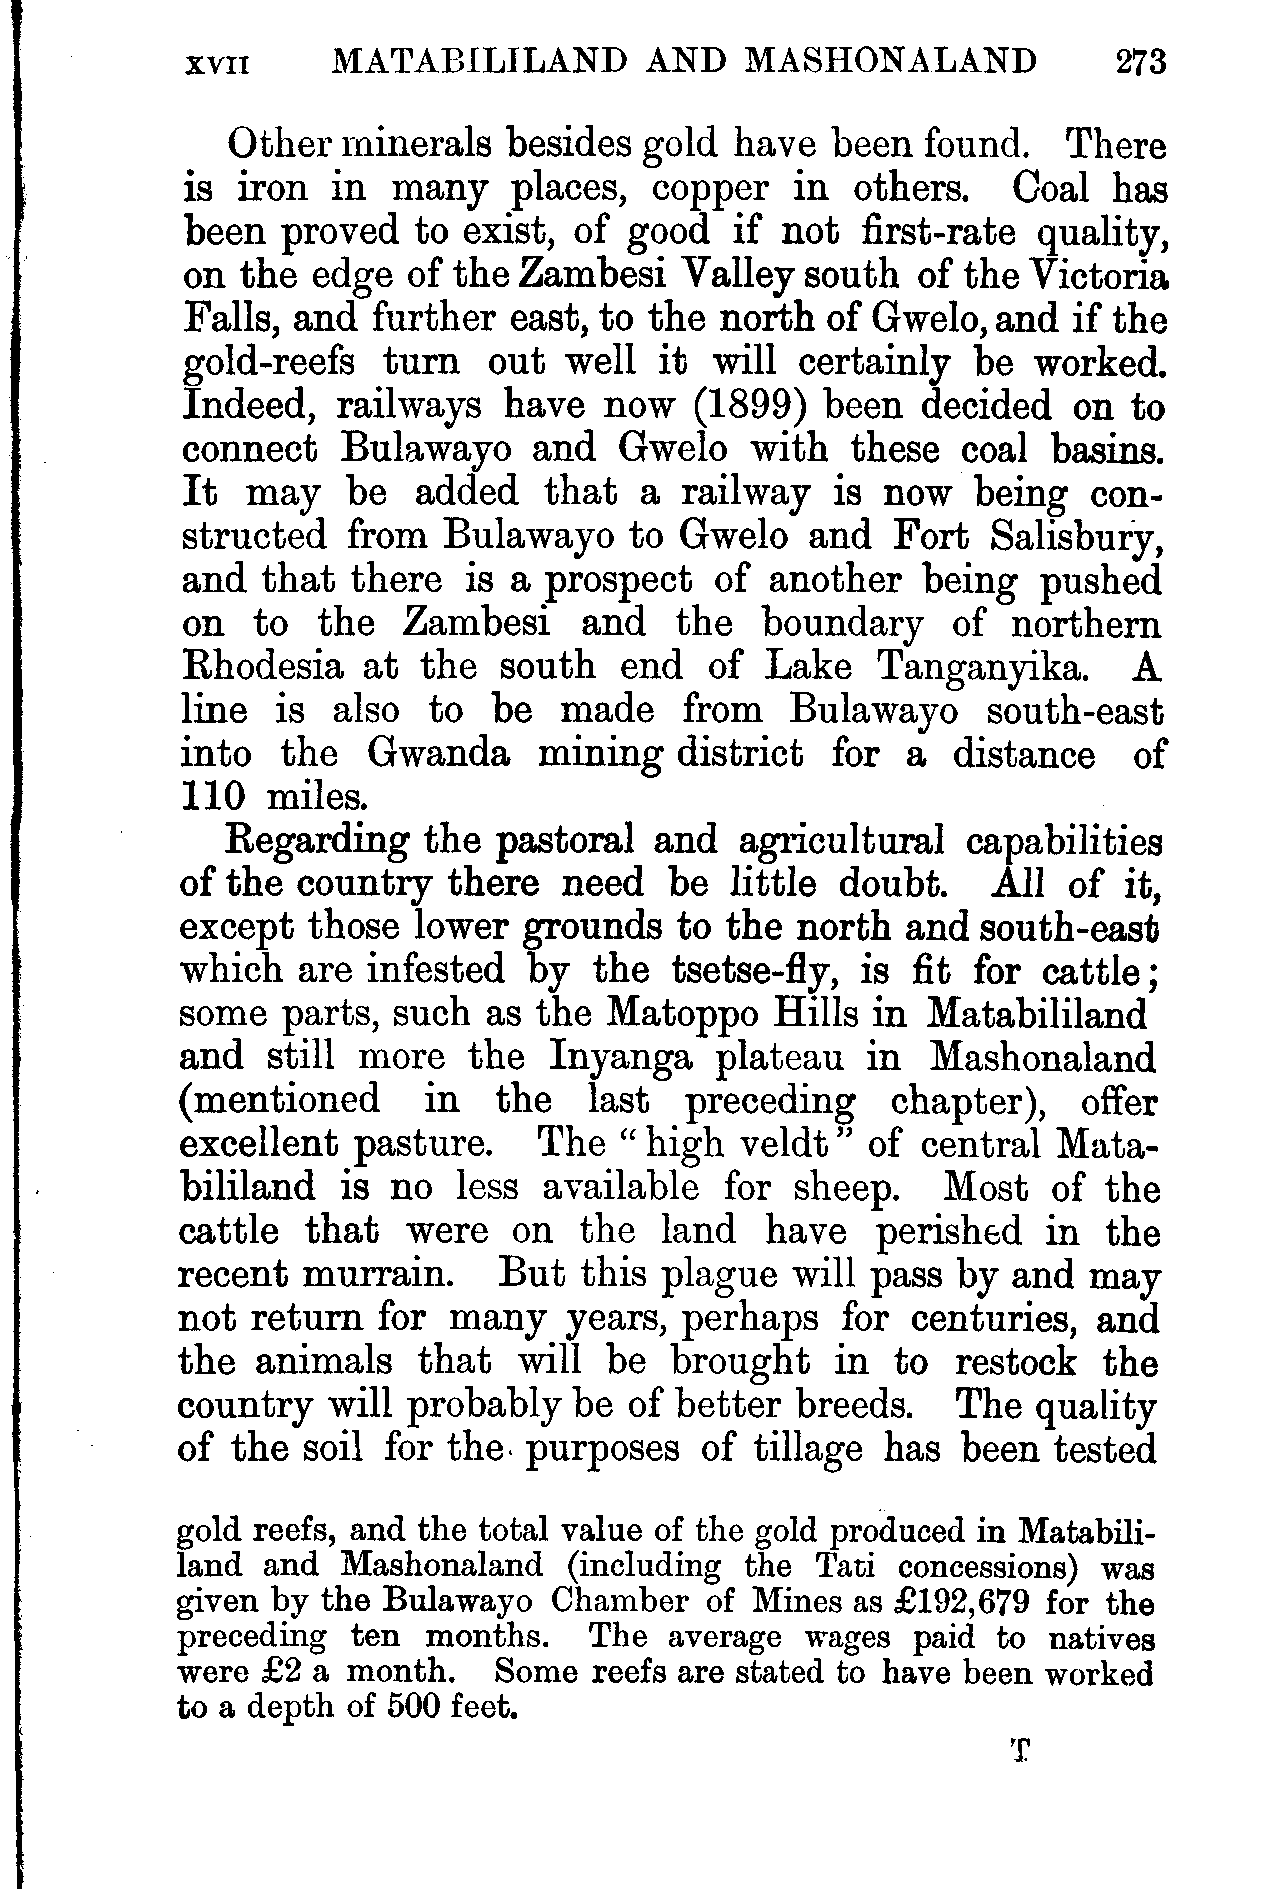 XVII MATABILILAND AND MASHONALAND 273
Other minerals besides gold have been found. There
is iron in many places, copper in others. Coal has
been proved to exist, of good if not first-rate quality,
on the edge of the Zambesi Valley south of the Victoria
Falls, and further east, to the north of Gwelo, and if the
gold-reefs turn out well it will certainly be worked.
Indeed, railways have now (1899) been decided on to
connect Bulawayo and Gwelo with these coal basins.
It may be added that a railway is now being con-
structed from Bulawayo to Gwelo and Fort Salisbury,
and that there is a prospect of another being pushed
on to the Zambesi and the boundary of northern
Rhodesia at the south end of Lake Tanganyika. A
line is also to be made from Bulawayo south-east
into the Gwanda mining district for a distance of
110 miles.
Regarding the pastoral and agricultural capabilities
of the country there need be little doubt. All of it,
except those lower grounds to the north and south-east
which are infested by the tsetse-fly, is fit for cattle;
some parts, such as the Matoppo Hills in Matabililand
and still more the Inyanga plateau in Mashonaland
(mentioned in the last preceding chapter), offer
excellent pasture. The "high veldt" of central Mata-
bililand is no less available for sheep. Most of the
cattle that were on the land have perished in the
recent murrain. But this plague will pass by and may
not return for many years, perhaps for centuries, and
the animals that will be brought in to restock the
country will probably be of better breeds. The quality
of the soil for the purposes of tillage has been tested
gold reefs, and the total value of the gold produced in Matabili-
land and Mashonaland (including the Tati concessions) was
given by the Bulawayo Chamber of Mines as £192,679 for the
preceding ten months. The average wages paid to natives
were £2 a month. Some reefs are stated to have been worked
to a depth of 500 feet.
T